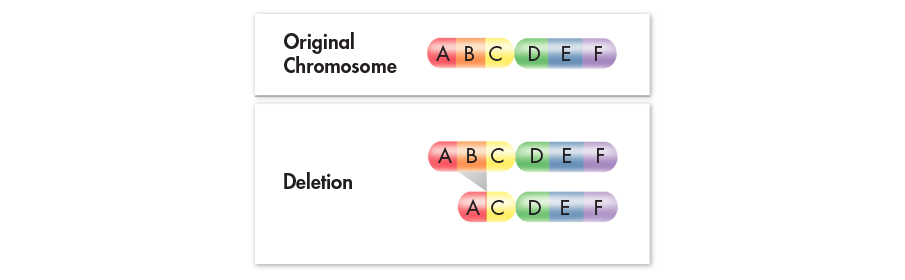 Original
Chromosome
A B C D E F
Deletion
A B C D E F
A C D E F